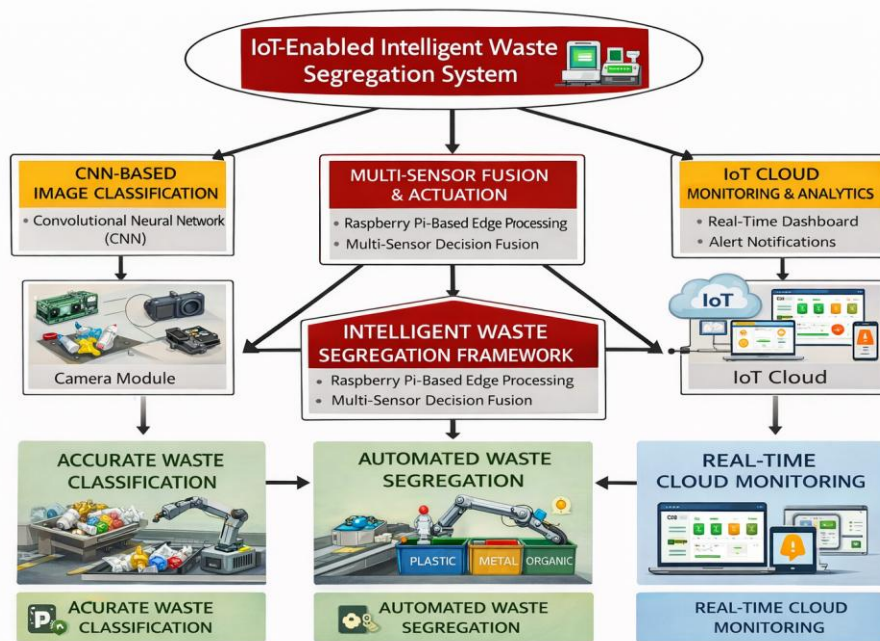 IoT-Enabled Intelligent Waste
Segregation System
CNN-BASED
IMAGE CLASSIFICATION
• Convolutional Neural Network
(CNN)
MULTI-SENSOR FUSION
& ACTUATION
• Raspberry Pi-Based Edge Processing
• Multi-Sensor Decision Fusion
IoT CLOUD
MONITORING & ANALYTICS
• Real-Time Dashboard
• Alert Notifications
Camera Module
INTELLIGENT WASTE
SEGREGATION FRAMEWORK
• Raspberry Pi-Based Edge Processing
• Multi-Sensor Decision Fusion
IoT
IoT Cloud
ACCURATE WASTE
CLASSIFICATION
AUTOMATED WASTE
SEGREGATION
PLASTIC
METAL
ORGANIC
REAL-TIME
CLOUD MONITORING
P
ACURATE WASTE
CLASSIFICATION
AUTOMATED WASTE
SEGREGATION
REAL-TIME CLOUD
MONITORING